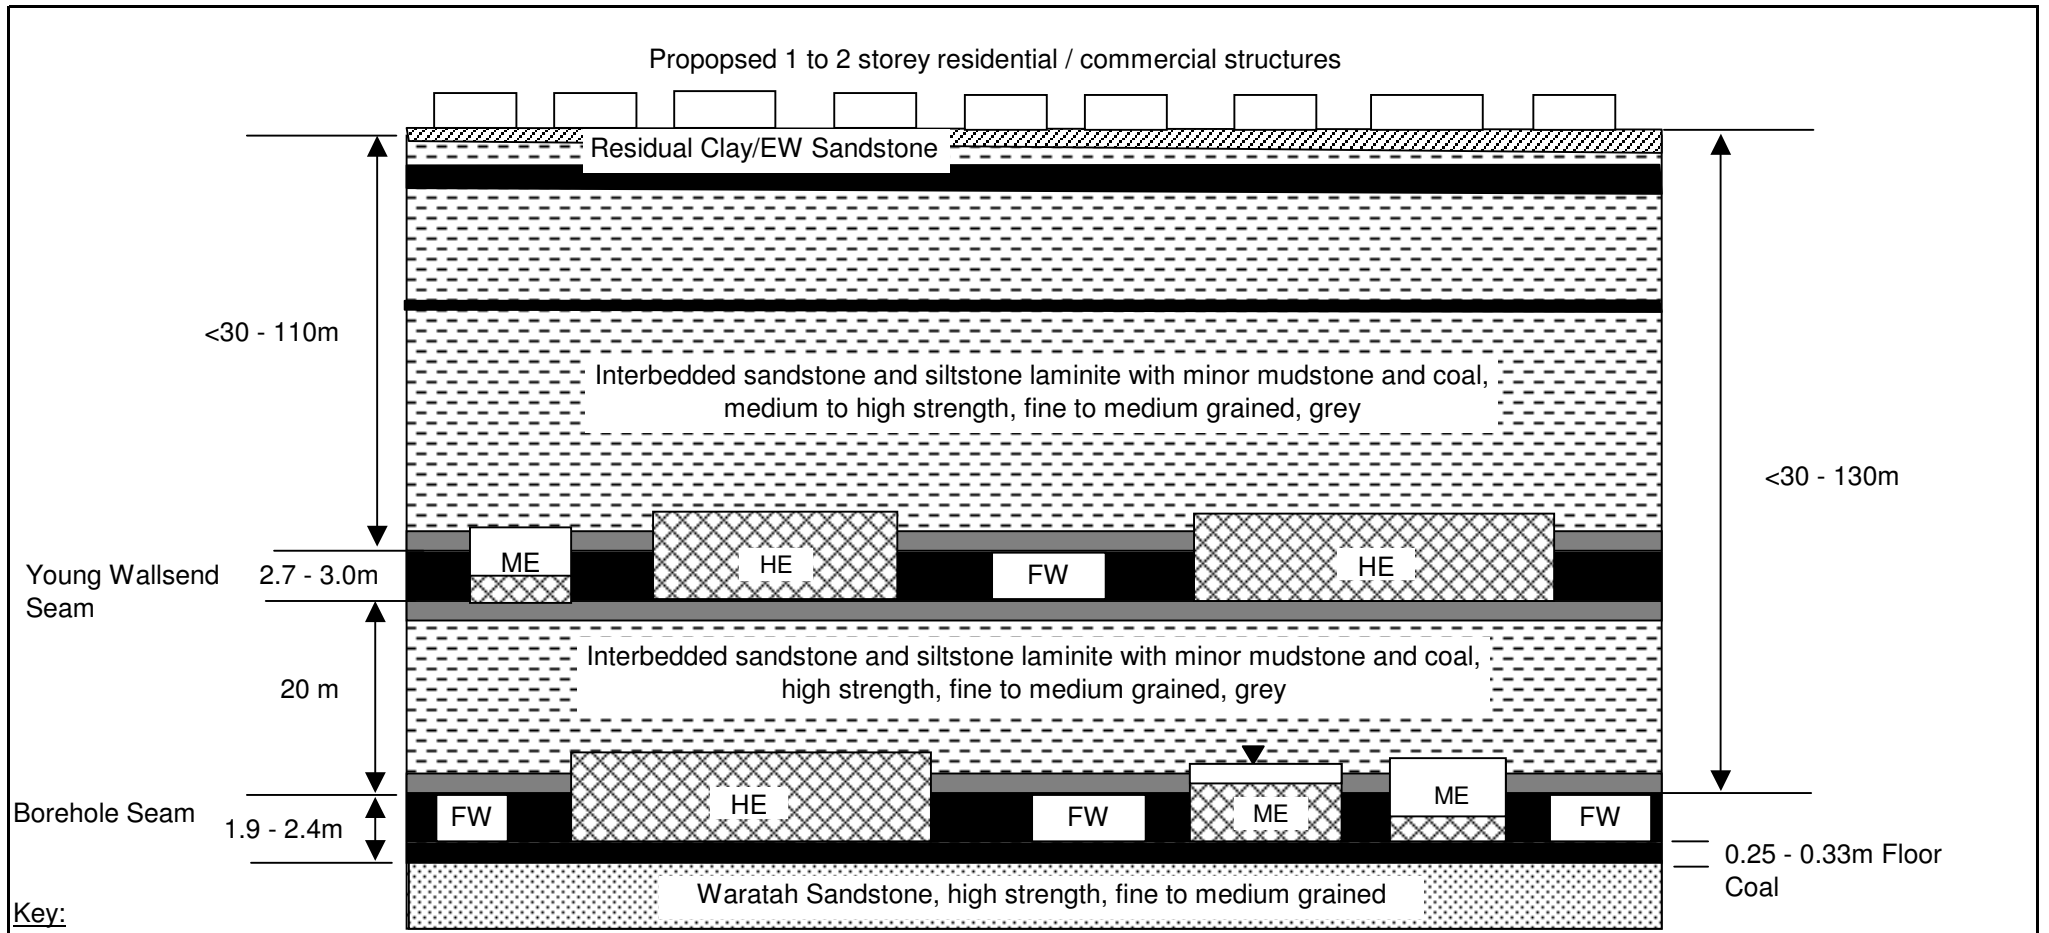 Propopsed 1 to 2 storey residential / commercial structures
Residual Clay/EW Sandstone
<30 - 110m
Interbedded sandstone and siltstone laminite with minor mudstone and coal,
medium to high strength, fine to medium grained, grey
<30 - 130m
ME
HE
FW
HE
Young Wallsend
Seam
2.7 - 3.0m
Interbedded sandstone and siltstone laminite with minor mudstone and coal,
high strength, fine to medium grained, grey
20 m
Borehole Seam
1.9 - 2.4m
FW
HE
FW
ME
ME
FW
0.25 - 0.33m Floor
Coal
Waratah Sandstone, high strength, fine to medium grained
Key: